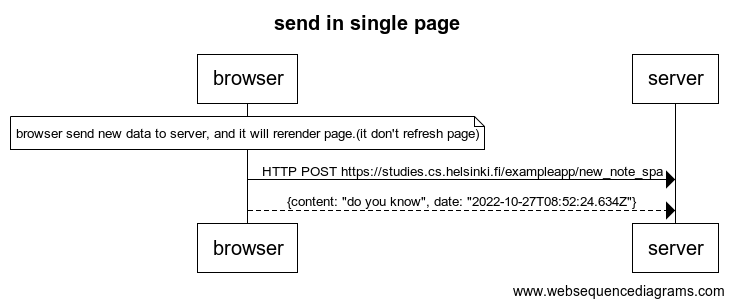 send in single page
browser
server
browser send new data to server, and it will rerender page.(it don't refresh page)
HTTP POST https://studies.cs.helsinki.fi/exampleapp/new_note_spa
{content: "do you know", date: "2022-10-27T08:52:24.634Z"}
browser
server
www.websequencediagrams.com